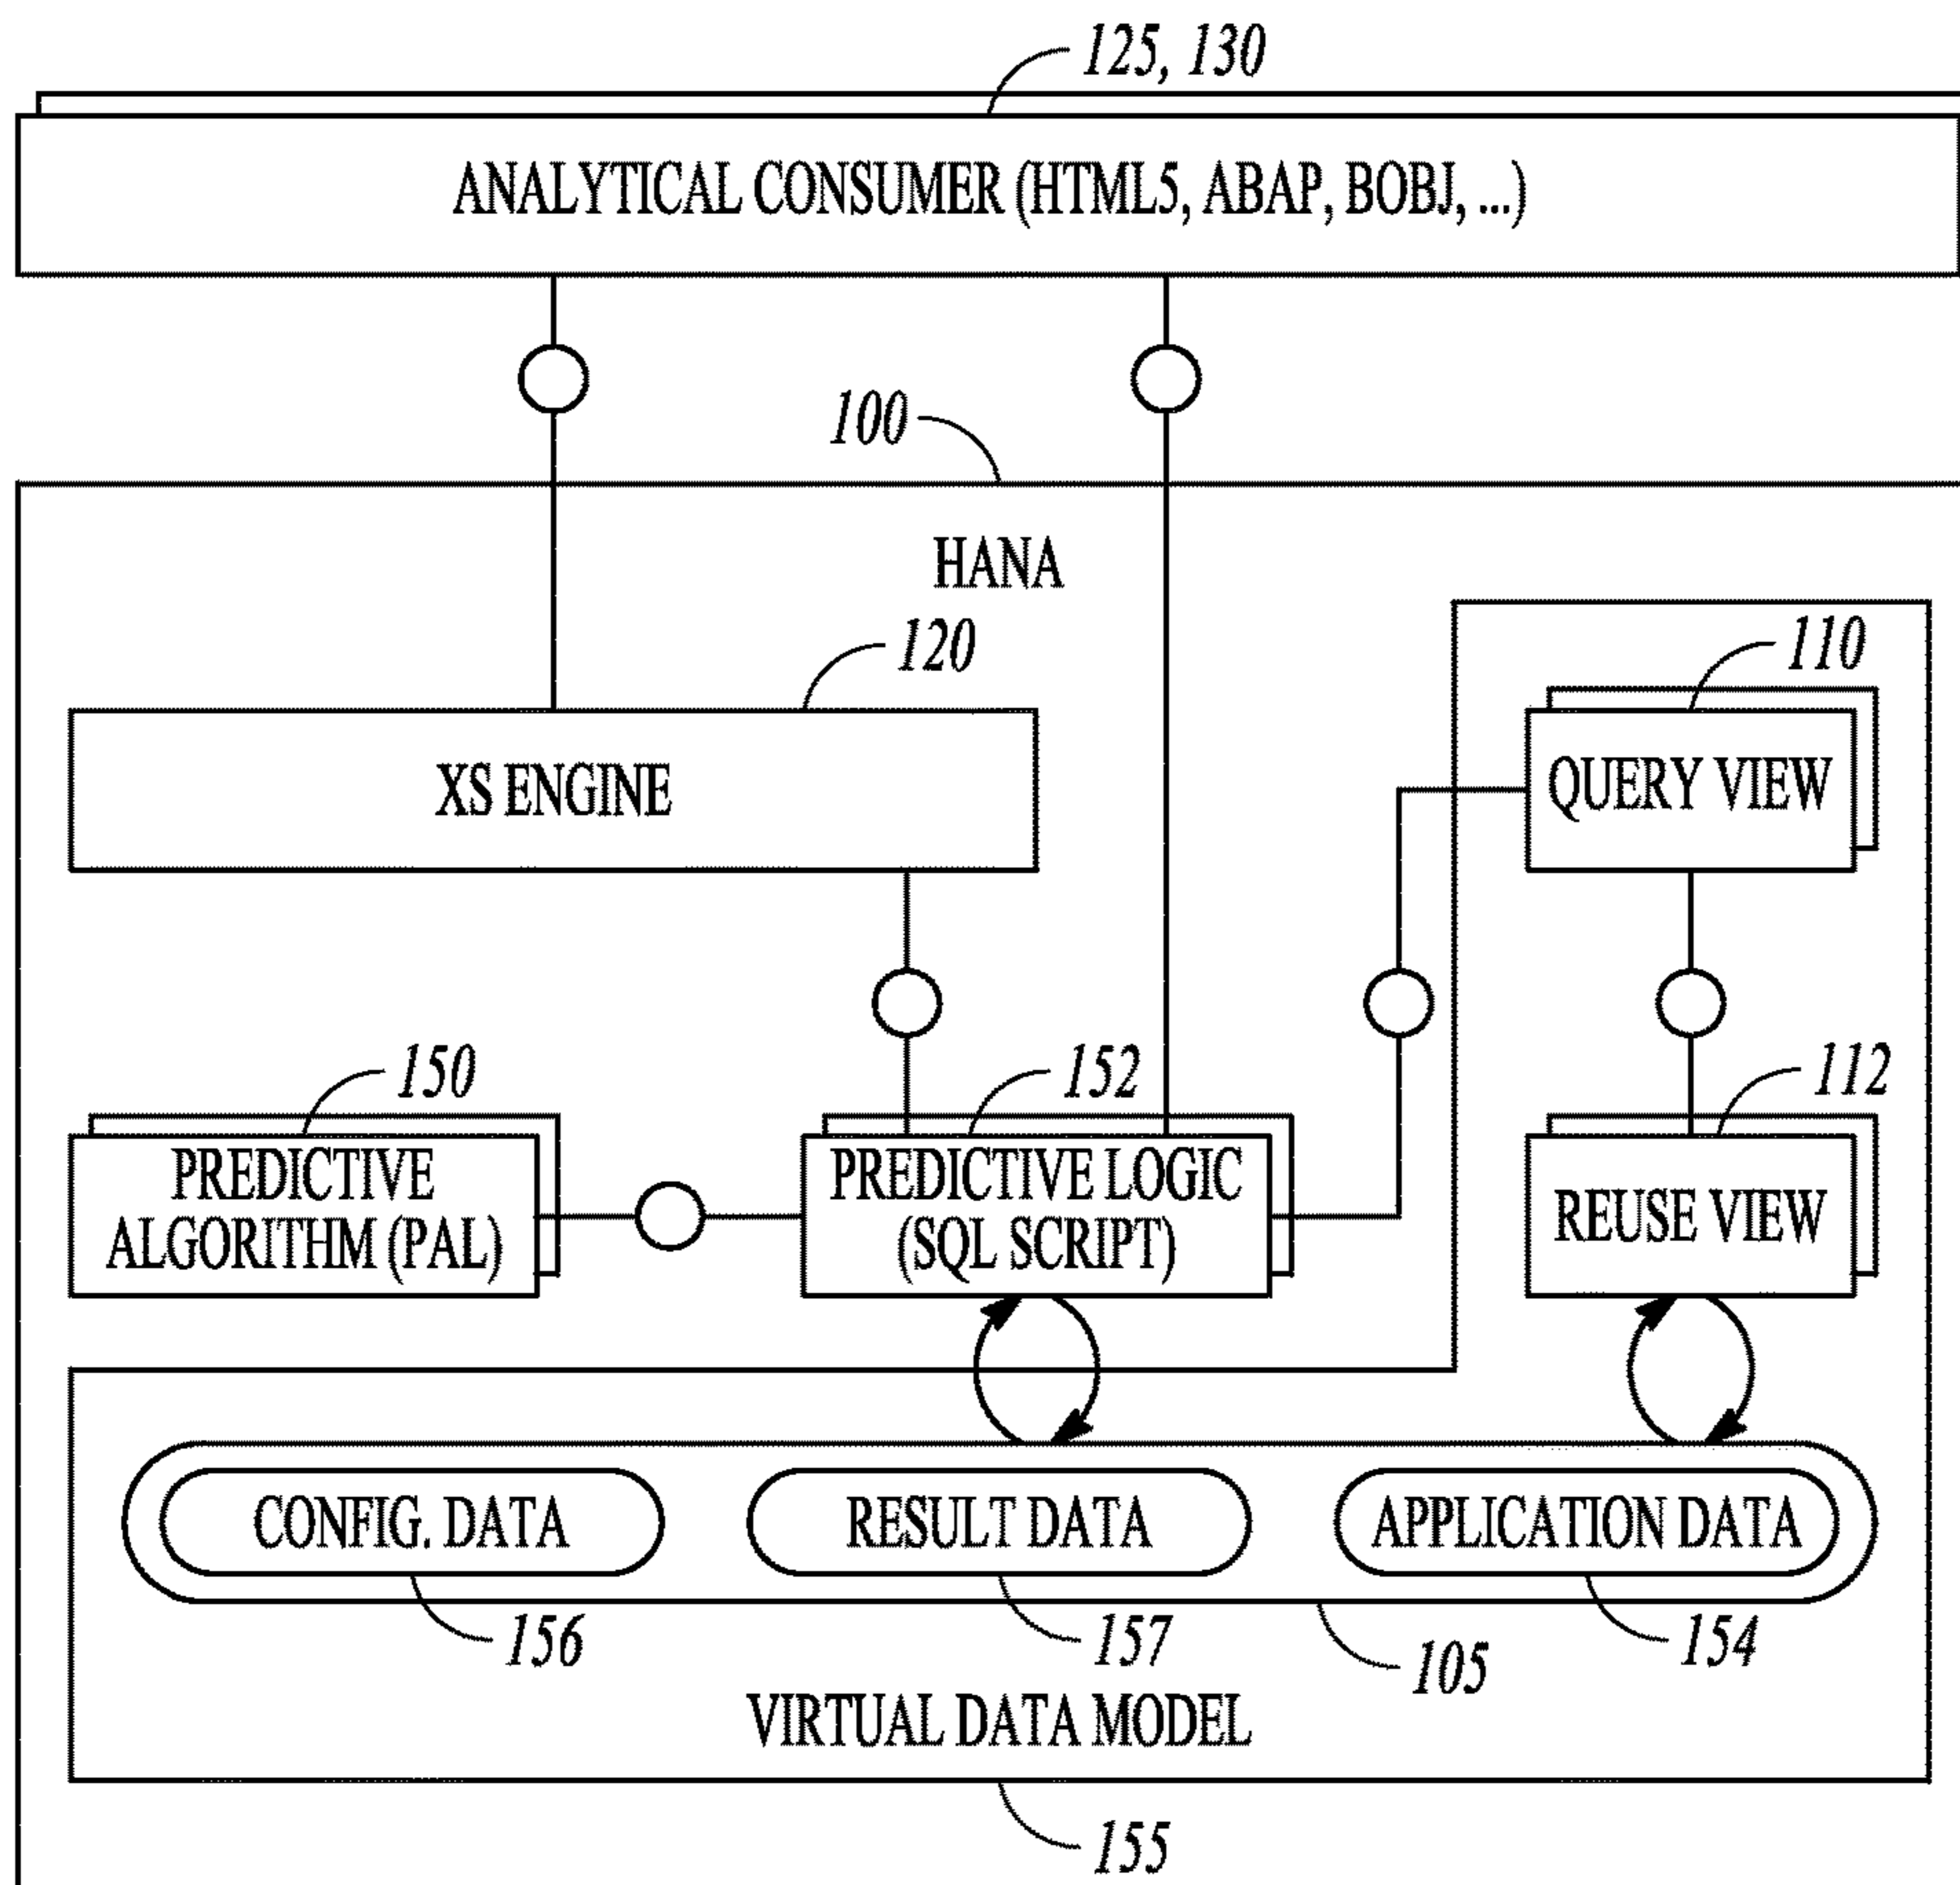 125, 130
ANALYTICAL CONSUMER (HTML5, ABAP, BOBJ, ...)
100
HANA
120
110
XS ENGINE
QUERY VIEW
150
152
112
PREDICTIVE
ALGORITHM (PAL)
PREDICTIVE LOGIC
(SQL SCRIPT)
REUSE VIEW
CONFIG. DATA
RESULT DATA
APPLICATION DATA
156
157
105
154
VIRTUAL DATA MODEL
155